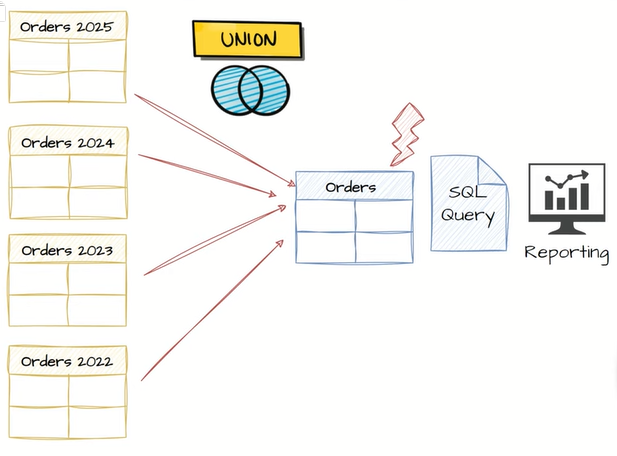 Orders 2025
UNION
Orders 2024
Orders
SQL
Query
Orders 2023
Reporting
Orders 2022